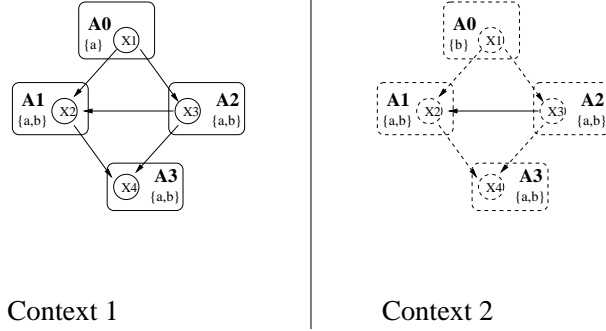 A0
{a}
X1
A1
{a,b}
X2
X3
A2
{a,b}
A3
X4
{a,b}
Context 1
A0
{b}
X1
A1
{a,b}
X2
X3
A2
{a,b}
A3
X4
{a,b}
Context 2